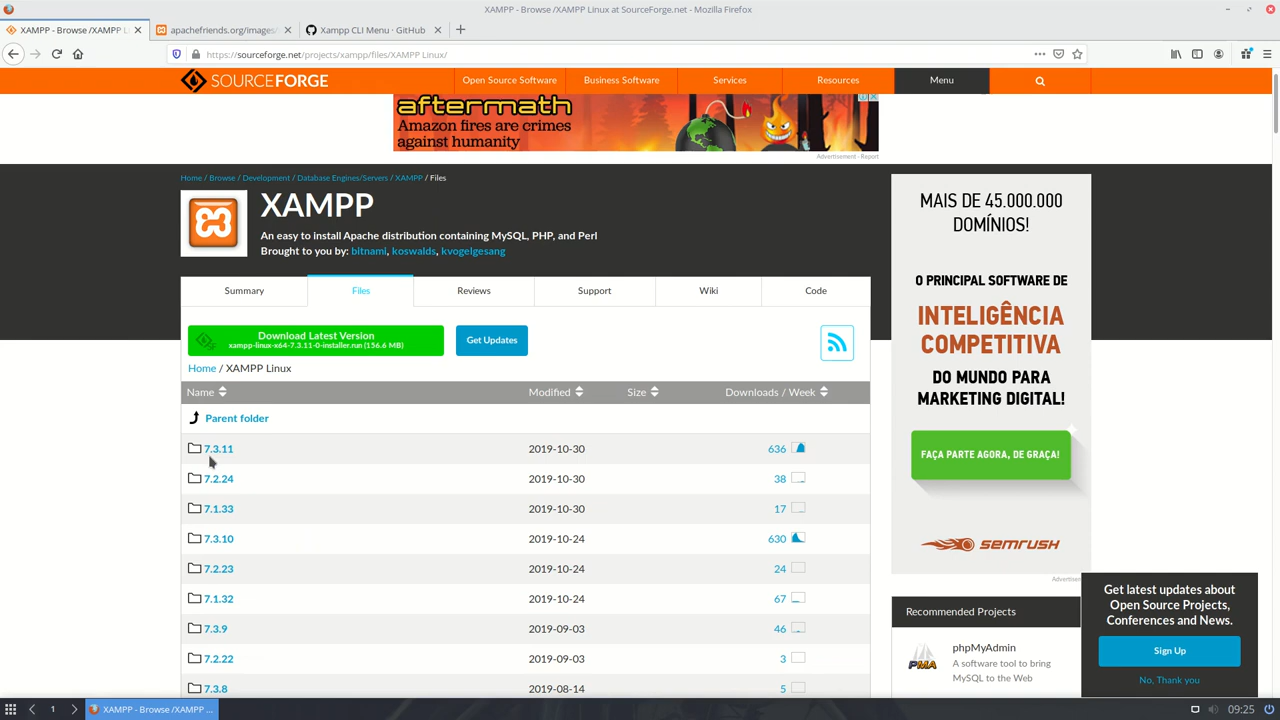 XAMPP - Browse /XAMPP Linux at SourceForge.net - Mozilla Firefox
XAMPP - Browse /XAMPP L
apachefriends.org/images/
Xampp CLI Menu · GitHub
https://sourceforge.net/projects/xampp/files/XAMPP Linux/
SOURCEFORGE
Open Source Software
Business Software
Services
Resources
Menu
aftermath
Amazon fires are crimes
against humanity
Advertisement - Report
Home / Browse / Development / Database Engines/Servers / XAMPP / Files
XAMPP
An easy to install Apache distribution containing MySQL, PHP, and Perl
Brought to you by: bitnami, koswalds, kvogelgesang
Summary
Files
Reviews
Support
Wiki
Code
Download Latest Version
xampp-linux-x64-7.3.11-0-installer.run (156.6 MB)
Get Updates
Home / XAMPP Linux
Name Modified Size Downloads / Week
Parent folder
7.3.11 2019-10-30 636
7.2.24 2019-10-30 38
7.1.33 2019-10-30 17
7.3.10 2019-10-24 630
7.2.23 2019-10-24 24
7.1.32 2019-10-24 67
7.3.9 2019-09-03 46
7.2.22 2019-09-03 3
7.3.8 2019-08-14 5
MAIS DE 45.000.000
DOMÍNIOS!
O PRINCIPAL SOFTWARE DE
INTELIGÊNCIA
COMPETITIVA
DO MUNDO PARA
MARKETING DIGITAL!
FAÇA PARTE AGORA, DE GRAÇA!
SEMRUSH
Advertisen
Recommended Projects
PMA
phpMyAdmin
A software tool to bring
MySQL to the Web
Get latest updates about
Open Source Projects,
Conferences and News.
Sign Up
No, Thank you
1
XAMPP - Browse /XAMPP ...
09:25